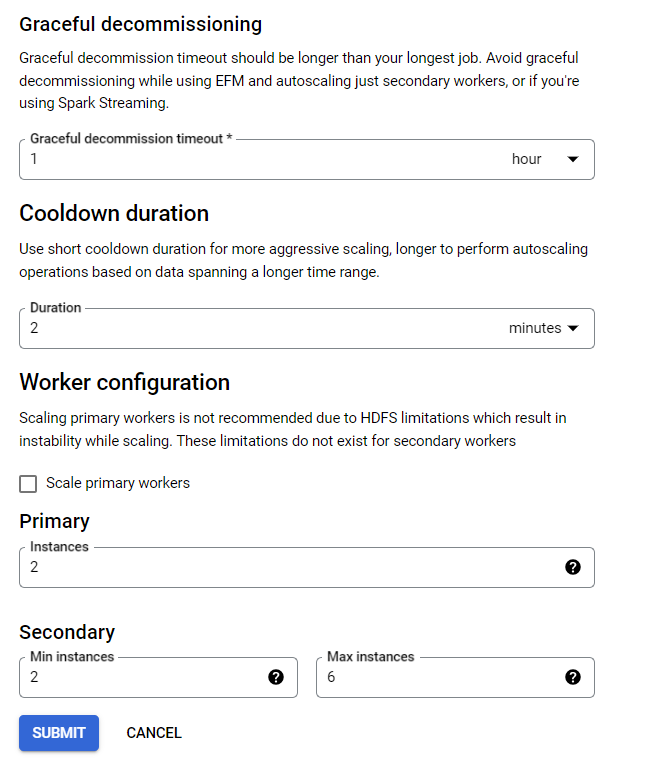 Graceful decommissioning
Graceful decommission timeout should be longer than your longest job. Avoid graceful
decommissioning while using EFM and autoscaling just secondary workers, or if you're
using Spark Streaming.
Graceful decommission timeout *
1 hour
Cooldown duration
Use short cooldown duration for more aggressive scaling, longer to perform autoscaling
operations based on data spanning a longer time range.
Duration
2 minutes
Worker configuration
Scaling primary workers is not recommended due to HDFS limitations which result in
instability while scaling. These limitations do not exist for secondary workers
Scale primary workers
Primary
Instances
2 ?
Secondary
Min instances Max instances
2 ? 6 ?
SUBMIT CANCEL